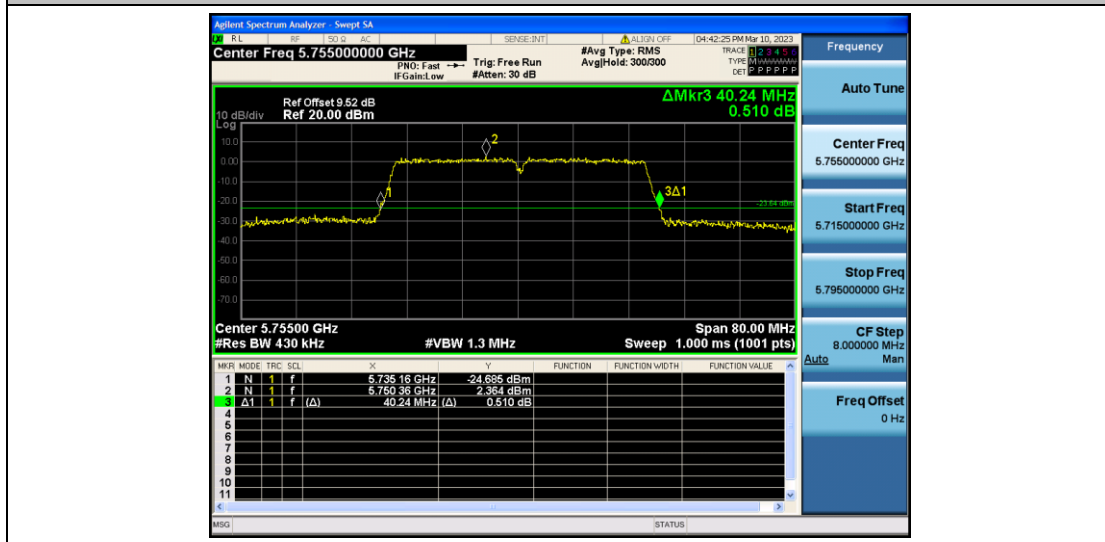 Agilent Spectrum Analyzer - Swept SA
RL RF 50 Ω AC SENSE:INT ALIGN OFF 04:42:25 PM Mar 10, 2023
Center Freq 5.755000000 GHz #Avg Type: RMS TRACE 1 2 3 4 5 6
PNO: Fast Trig: Free Run Avg|Hold: 300/300 TYPE M WWWWW
IFGain:Low #Atten: 30 dB DET P P P P P P
ΔMkr3 40.24 MHz
0.510 dB
Ref Offset 9.52 dB
10 dB/div Ref 20.00 dBm
Log
10.0
0.00
-10.0
-20.0
-30.0
-40.0
-50.0
-60.0
-70.0
2
1
3Δ1
-23.64 dBm
Center 5.75500 GHz Span 80.00 MHz
#Res BW 430 kHz #VBW 1.3 MHz Sweep 1.000 ms (1001 pts)
MKR MODE TRC SCL X Y FUNCTION FUNCTION WIDTH FUNCTION VALUE
1 N 1 f 5.735 16 GHz -24.685 dBm
2 N 1 f 5.750 36 GHz 2.364 dBm
3 Δ1 1 f (Δ) 40.24 MHz (Δ) 0.510 dB
4
5
6
7
8
9
10
11
MSG STATUS
Frequency
Auto Tune
Center Freq
5.755000000 GHz
Start Freq
5.715000000 GHz
Stop Freq
5.795000000 GHz
CF Step
8.000000 MHz
Auto Man
Freq Offset
0 Hz